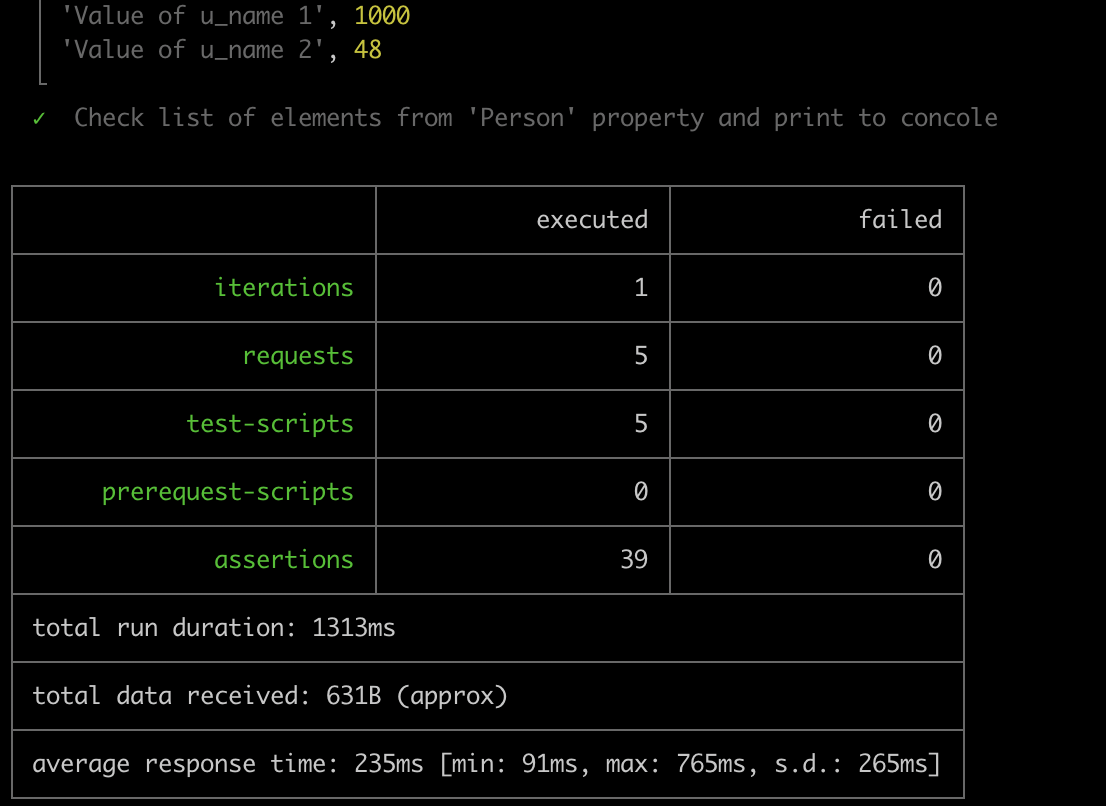 'Value of u_name 1', 1000
'Value of u_name 2', 48
✓ Check list of elements from 'Person' property and print to concole
executed failed
iterations 1 0
requests 5 0
test-scripts 5 0
prerequest-scripts 0 0
assertions 39 0
total run duration: 1313ms
total data received: 631B (approx)
average response time: 235ms [min: 91ms, max: 765ms, s.d.: 265ms]